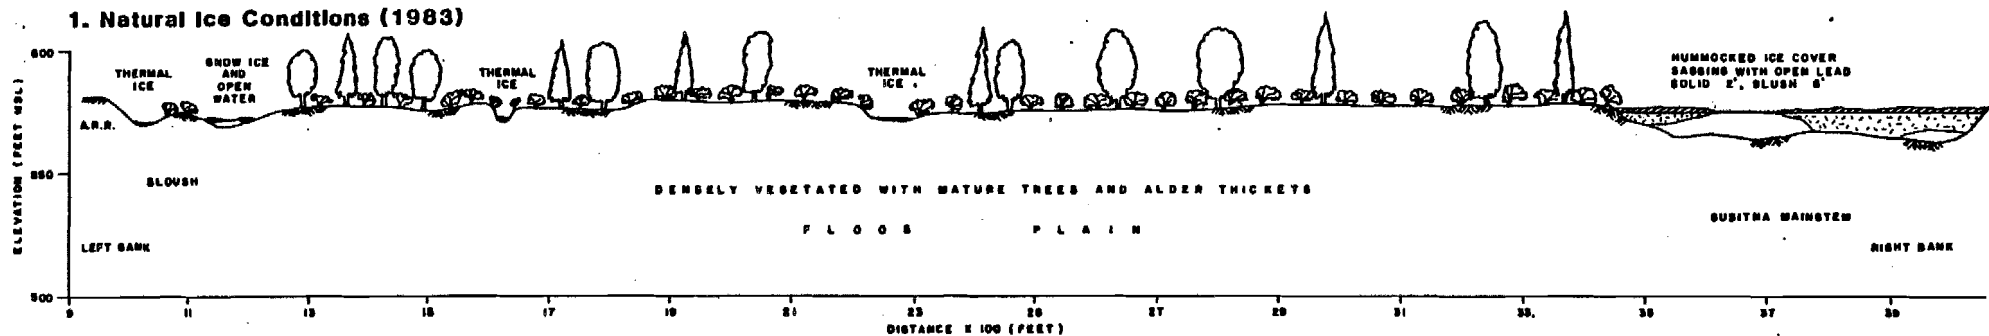 1. Natural Ice Conditions (1983)
ELEVATION (FEET MSL)
600
550
500
THERMAL
ICE
SNOW ICE
AND
OPEN
WATER
THERMAL
ICE
THERMAL
ICE
HUMMOCKED ICE COVER
SAGGING WITH OPEN LEAD
SOLID 2', SLUSH 6'
A.R.R.
SLOUGH
DENSELY VEGETATED WITH MATURE TREES AND ALDER THICKETS
FLOOD PLAIN
SUSITNA MAINSTEM
LEFT BANK
RIGHT BANK
9 11 13 15 17 19 21 23 25 27 29 31 33 35 37 39
DISTANCE X 100 (FEET)